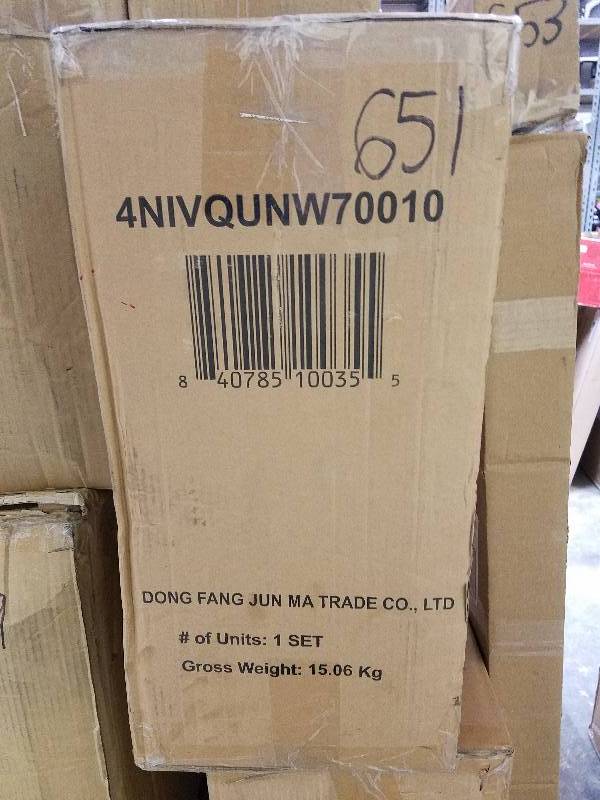 651
4NIVQUNW70010
8 40785 10035 5
DONG FANG JUN MA TRADE CO., LTD
# of Units: 1 SET
Gross Weight: 15.06 Kg